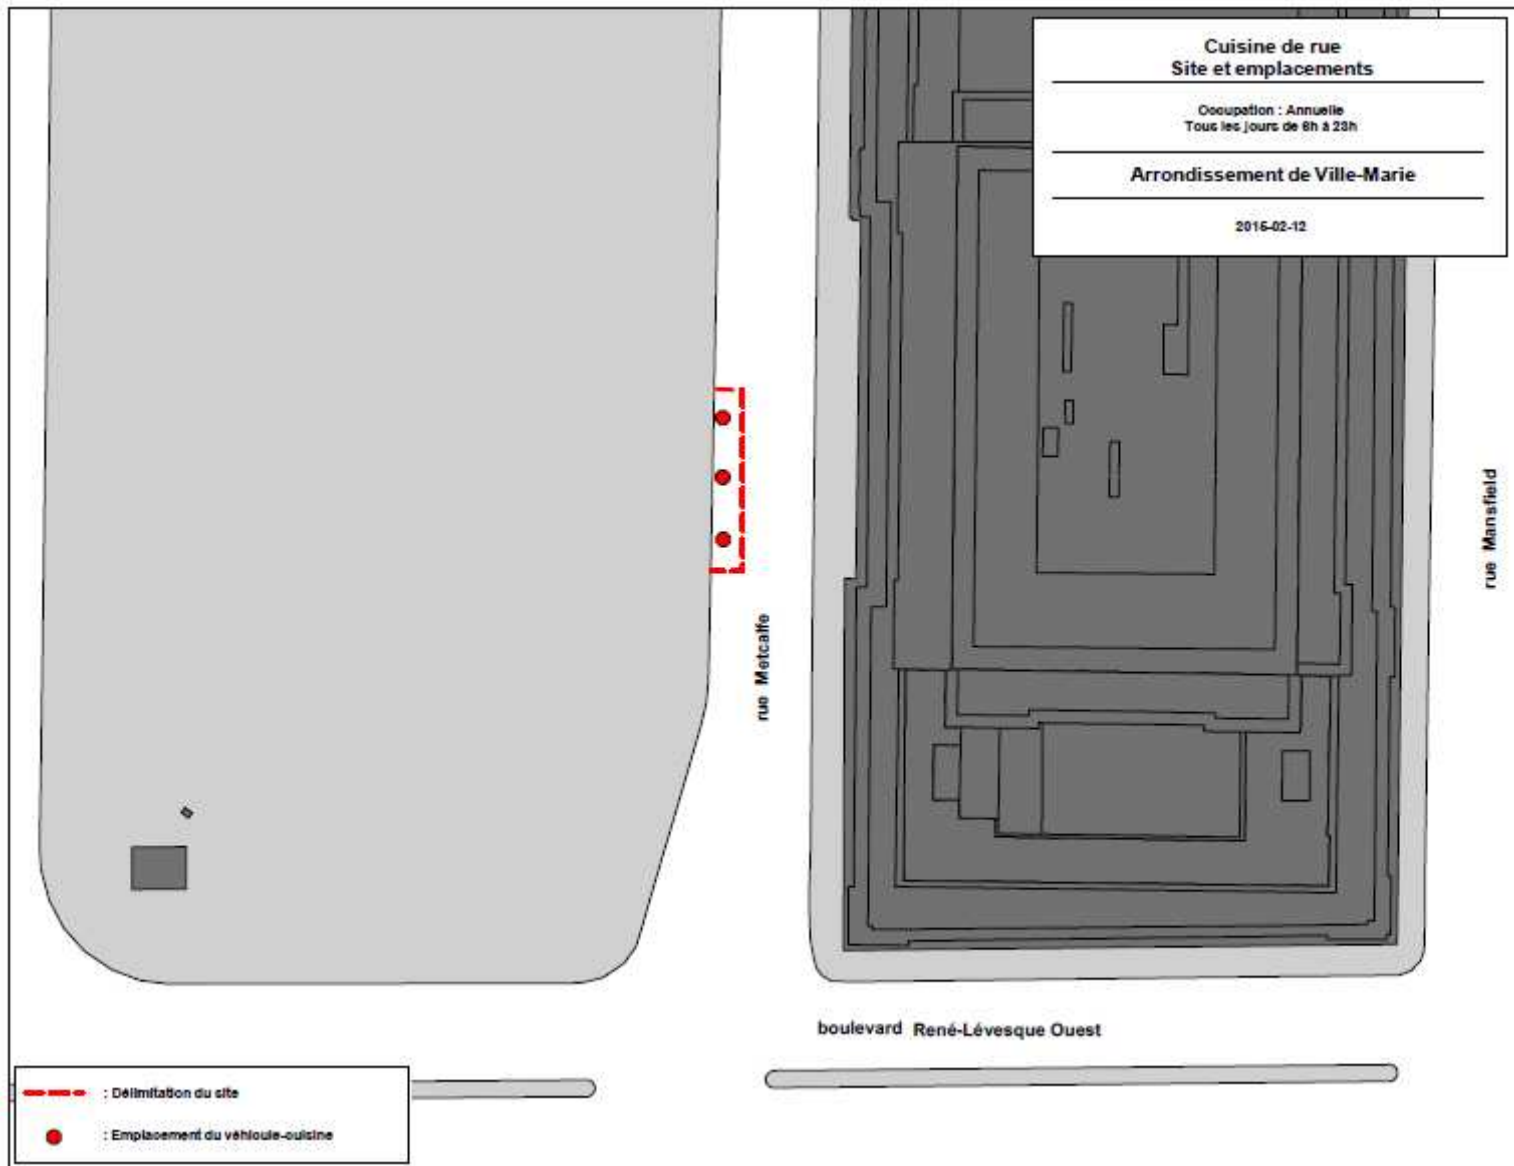 Cuisine de rue
Site et emplacements
Occupation : Annuelle
Tous les jours de 6h à 23h
Arrondissement de Ville-Marie
2015-02-12
rue Mansfield
rue Metcalfe
boulevard René-Lévesque Ouest
: Délimitation du site
: Emplacement du véhicule-cuisine